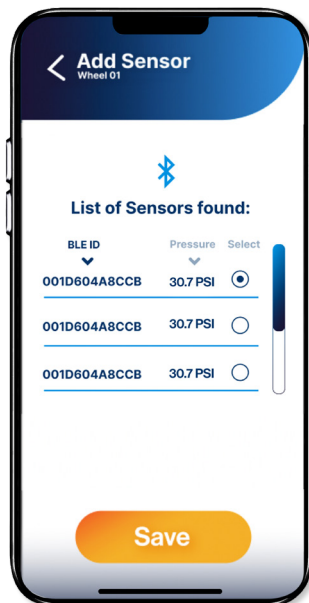 Add Sensor
Wheel 01
List of Sensors found:
BLE ID Pressure Select
001D604A8CCB 30.7 PSI
001D604A8CCB 30.7 PSI
001D604A8CCB 30.7 PSI
Save